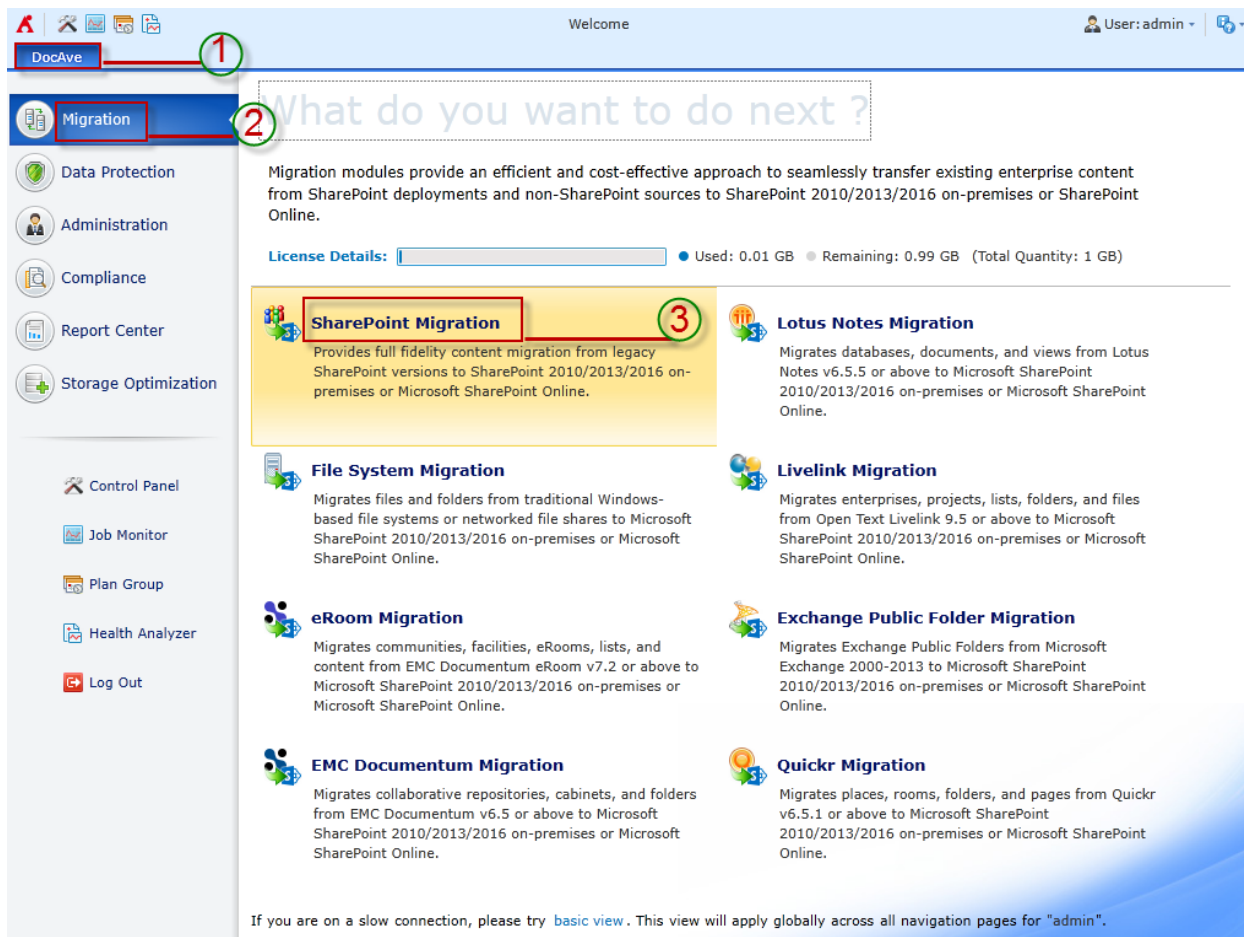 Welcome
User: admin
DocAve
1
Migration
2
Data Protection
Administration
Compliance
Report Center
Storage Optimization
Control Panel
Job Monitor
Plan Group
Health Analyzer
Log Out
What do you want to do next ?
Migration modules provide an efficient and cost-effective approach to seamlessly transfer existing enterprise content
from SharePoint deployments and non-SharePoint sources to SharePoint 2010/2013/2016 on-premises or SharePoint
Online.
License Details: Used: 0.01 GB Remaining: 0.99 GB (Total Quantity: 1 GB)
SharePoint Migration
3
Provides full fidelity content migration from legacy
SharePoint versions to SharePoint 2010/2013/2016 on-
premises or Microsoft SharePoint Online.
Lotus Notes Migration
Migrates databases, documents, and views from Lotus
Notes v6.5.5 or above to Microsoft SharePoint
2010/2013/2016 on-premises or Microsoft SharePoint
Online.
File System Migration
Migrates files and folders from traditional Windows-
based file systems or networked file shares to Microsoft
SharePoint 2010/2013/2016 on-premises or Microsoft
SharePoint Online.
Livelink Migration
Migrates enterprises, projects, lists, folders, and files
from Open Text Livelink 9.5 or above to Microsoft
SharePoint 2010/2013/2016 on-premises or Microsoft
SharePoint Online.
eRoom Migration
Migrates communities, facilities, eRooms, lists, and
content from EMC Documentum eRoom v7.2 or above to
Microsoft SharePoint 2010/2013/2016 on-premises or
Microsoft SharePoint Online.
Exchange Public Folder Migration
Migrates Exchange Public Folders from Microsoft
Exchange 2000-2013 to Microsoft SharePoint
2010/2013/2016 on-premises or Microsoft SharePoint
Online.
EMC Documentum Migration
Migrates collaborative repositories, cabinets, and folders
from EMC Documentum v6.5 or above to Microsoft
SharePoint 2010/2013/2016 on-premises or Microsoft
SharePoint Online.
Quickr Migration
Migrates places, rooms, folders, and pages from Quickr
v6.5.1 or above to Microsoft SharePoint
2010/2013/2016 on-premises or Microsoft SharePoint
Online.
If you are on a slow connection, please try basic view. This view will apply globally across all navigation pages for "admin".